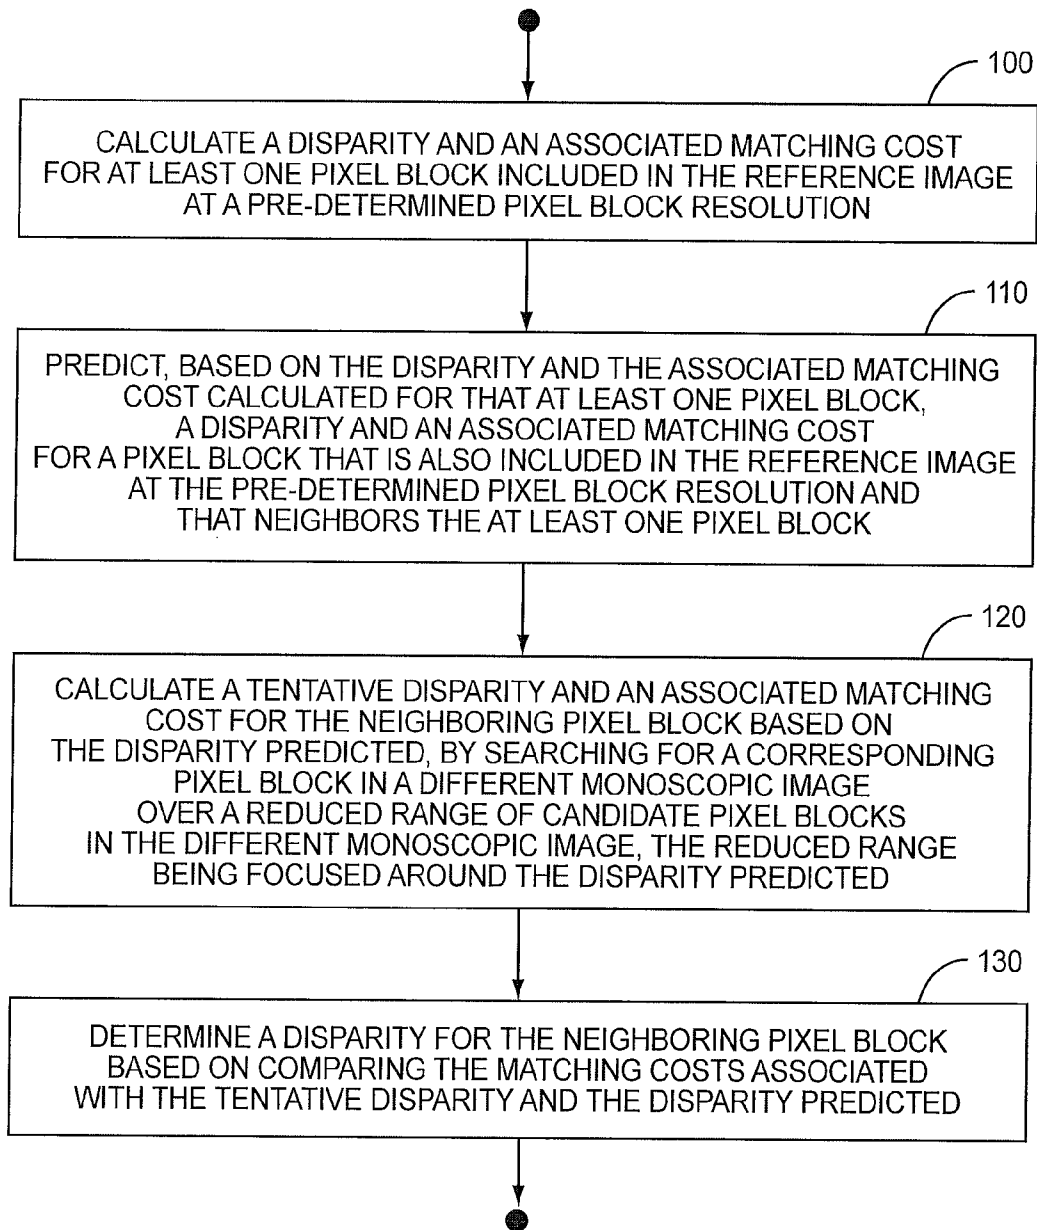 100
CALCULATE A DISPARITY AND AN ASSOCIATED MATCHING COST
FOR AT LEAST ONE PIXEL BLOCK INCLUDED IN THE REFERENCE IMAGE
AT A PRE-DETERMINED PIXEL BLOCK RESOLUTION
110
PREDICT, BASED ON THE DISPARITY AND THE ASSOCIATED MATCHING
COST CALCULATED FOR THAT AT LEAST ONE PIXEL BLOCK,
A DISPARITY AND AN ASSOCIATED MATCHING COST
FOR A PIXEL BLOCK THAT IS ALSO INCLUDED IN THE REFERENCE IMAGE
AT THE PRE-DETERMINED PIXEL BLOCK RESOLUTION AND
THAT NEIGHBORS THE AT LEAST ONE PIXEL BLOCK
120
CALCULATE A TENTATIVE DISPARITY AND AN ASSOCIATED MATCHING
COST FOR THE NEIGHBORING PIXEL BLOCK BASED ON
THE DISPARITY PREDICTED, BY SEARCHING FOR A CORRESPONDING
PIXEL BLOCK IN A DIFFERENT MONOSCOPIC IMAGE
OVER A REDUCED RANGE OF CANDIDATE PIXEL BLOCKS
IN THE DIFFERENT MONOSCOPIC IMAGE, THE REDUCED RANGE
BEING FOCUSED AROUND THE DISPARITY PREDICTED
130
DETERMINE A DISPARITY FOR THE NEIGHBORING PIXEL BLOCK
BASED ON COMPARING THE MATCHING COSTS ASSOCIATED
WITH THE TENTATIVE DISPARITY AND THE DISPARITY PREDICTED